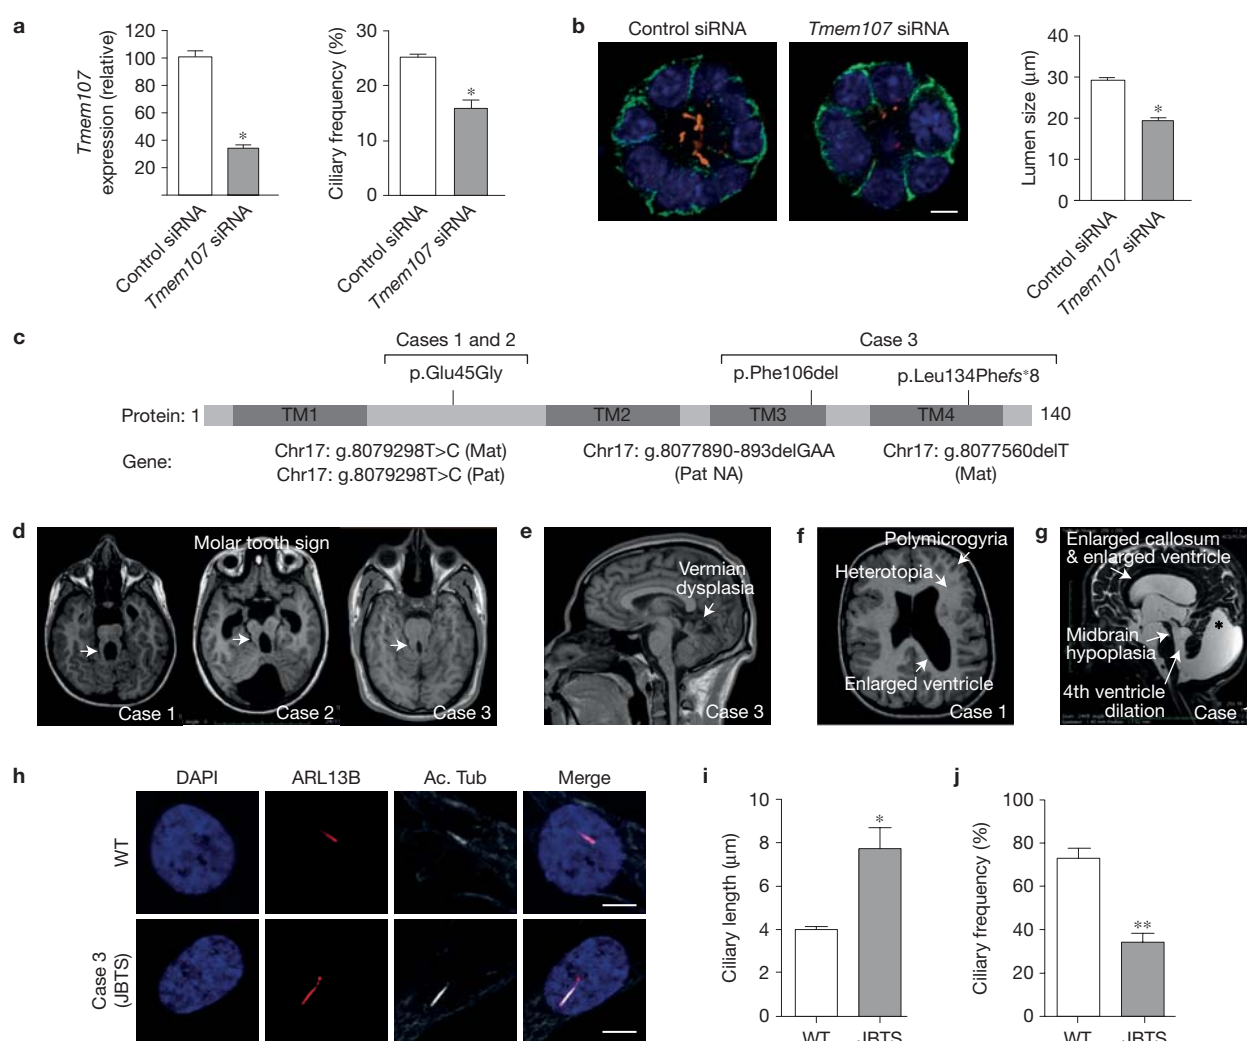 a
120
100
80
60
40
20
Tmem107
expression (relative)
*
Control siRNA
Tmem107 siRNA
30
20
10
0
Ciliary frequency (%)
*
Control siRNA
Tmem107 siRNA
b
Control siRNA
Tmem107 siRNA
40
30
20
10
0
Lumen size (μm)
*
Control siRNA
Tmem107 siRNA
c
Cases 1 and 2
Case 3
p.Glu45Gly
p.Phe106del
p.Leu134Phefs*8
Protein: 1
TM1
TM2
TM3
TM4
140
Gene:
Chr17: g.8079298T>C (Mat)
Chr17: g.8079298T>C (Pat)
Chr17: g.8077890-893delGAA
(Pat NA)
Chr17: g.8077560delT
(Mat)
d
Molar tooth sign
Case 1
Case 2
Case 3
e
Vermian
dysplasia
Case 3
f
Polymicrogyria
Heterotopia
Enlarged ventricle
Case 1
g
Enlarged callosum
& enlarged ventricle
*
Midbrain
hypoplasia
4th ventricle
dilation
Case 1
h
DAPI
ARL13B
Ac. Tub
Merge
WT
Case 3
(JBTS)
i
10
8
6
4
2
0
Ciliary length (μm)
*
WT
JBTS
j
100
80
60
40
20
0
Ciliary frequency (%)
**
WT
JBTS